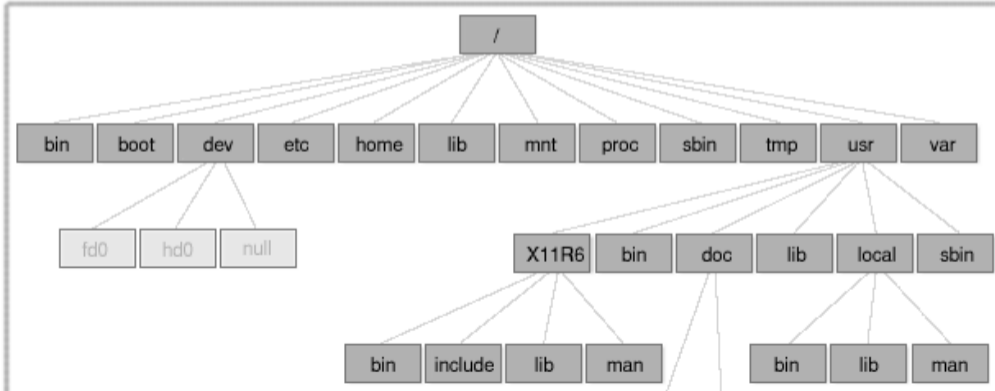 /
bin boot dev etc home lib mnt proc sbin tmp usr var
fd0 hd0 null
X11R6 bin doc lib local sbin
bin include lib man bin lib man